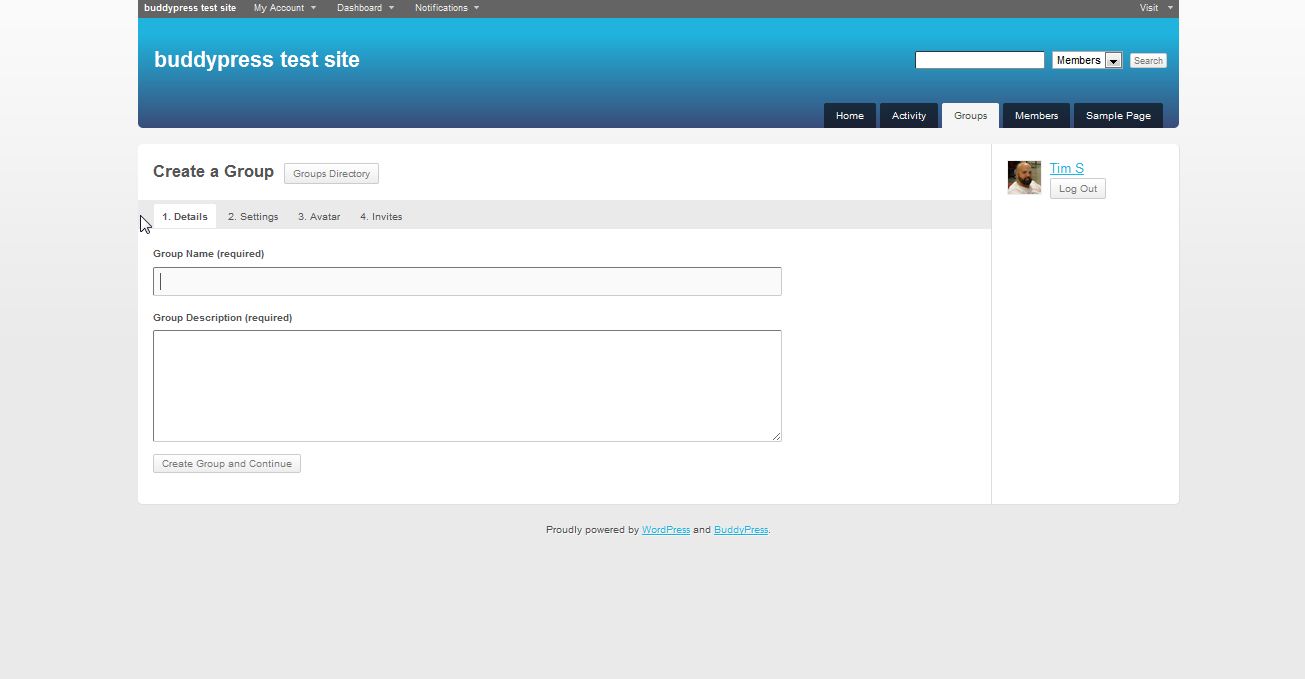 buddypress test site My Account Dashboard Notifications Visit
buddypress test site
Members Search
Home Activity Groups Members Sample Page
Create a Group Groups Directory
Tim S
Log Out
1. Details 2. Settings 3. Avatar 4. Invites
Group Name (required)
Group Description (required)
Create Group and Continue
Proudly powered by WordPress and BuddyPress.